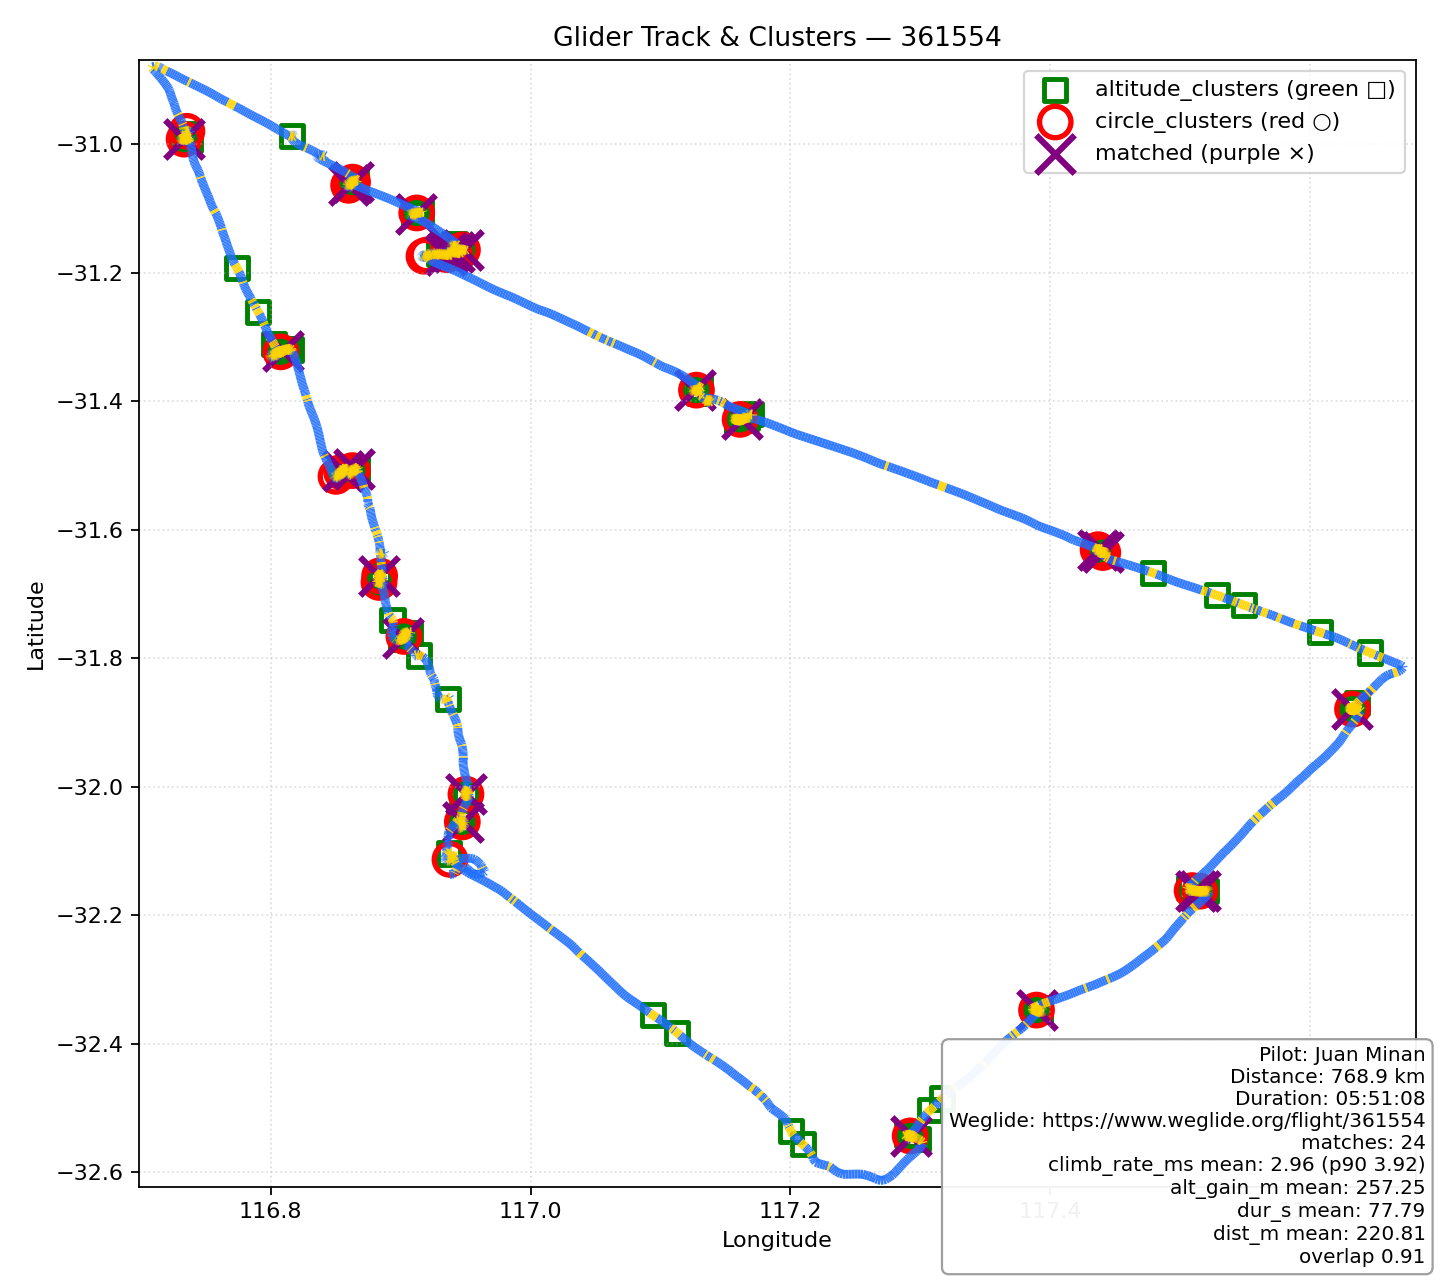 Glider Track & Clusters — 361554
altitude_clusters (green □)
circle_clusters (red ○)
matched (purple ×)
Latitude
−31.0
−31.2
−31.4
−31.6
−31.8
−32.0
−32.2
−32.4
−32.6
116.8
117.0
117.2
117.4
Longitude
Pilot: Juan Minan
Distance: 768.9 km
Duration: 05:51:08
Weglide: https://www.weglide.org/flight/361554
matches: 24
climb_rate_ms mean: 2.96 (p90 3.92)
alt_gain_m mean: 257.25
dur_s mean: 77.79
dist_m mean: 220.81
overlap 0.91